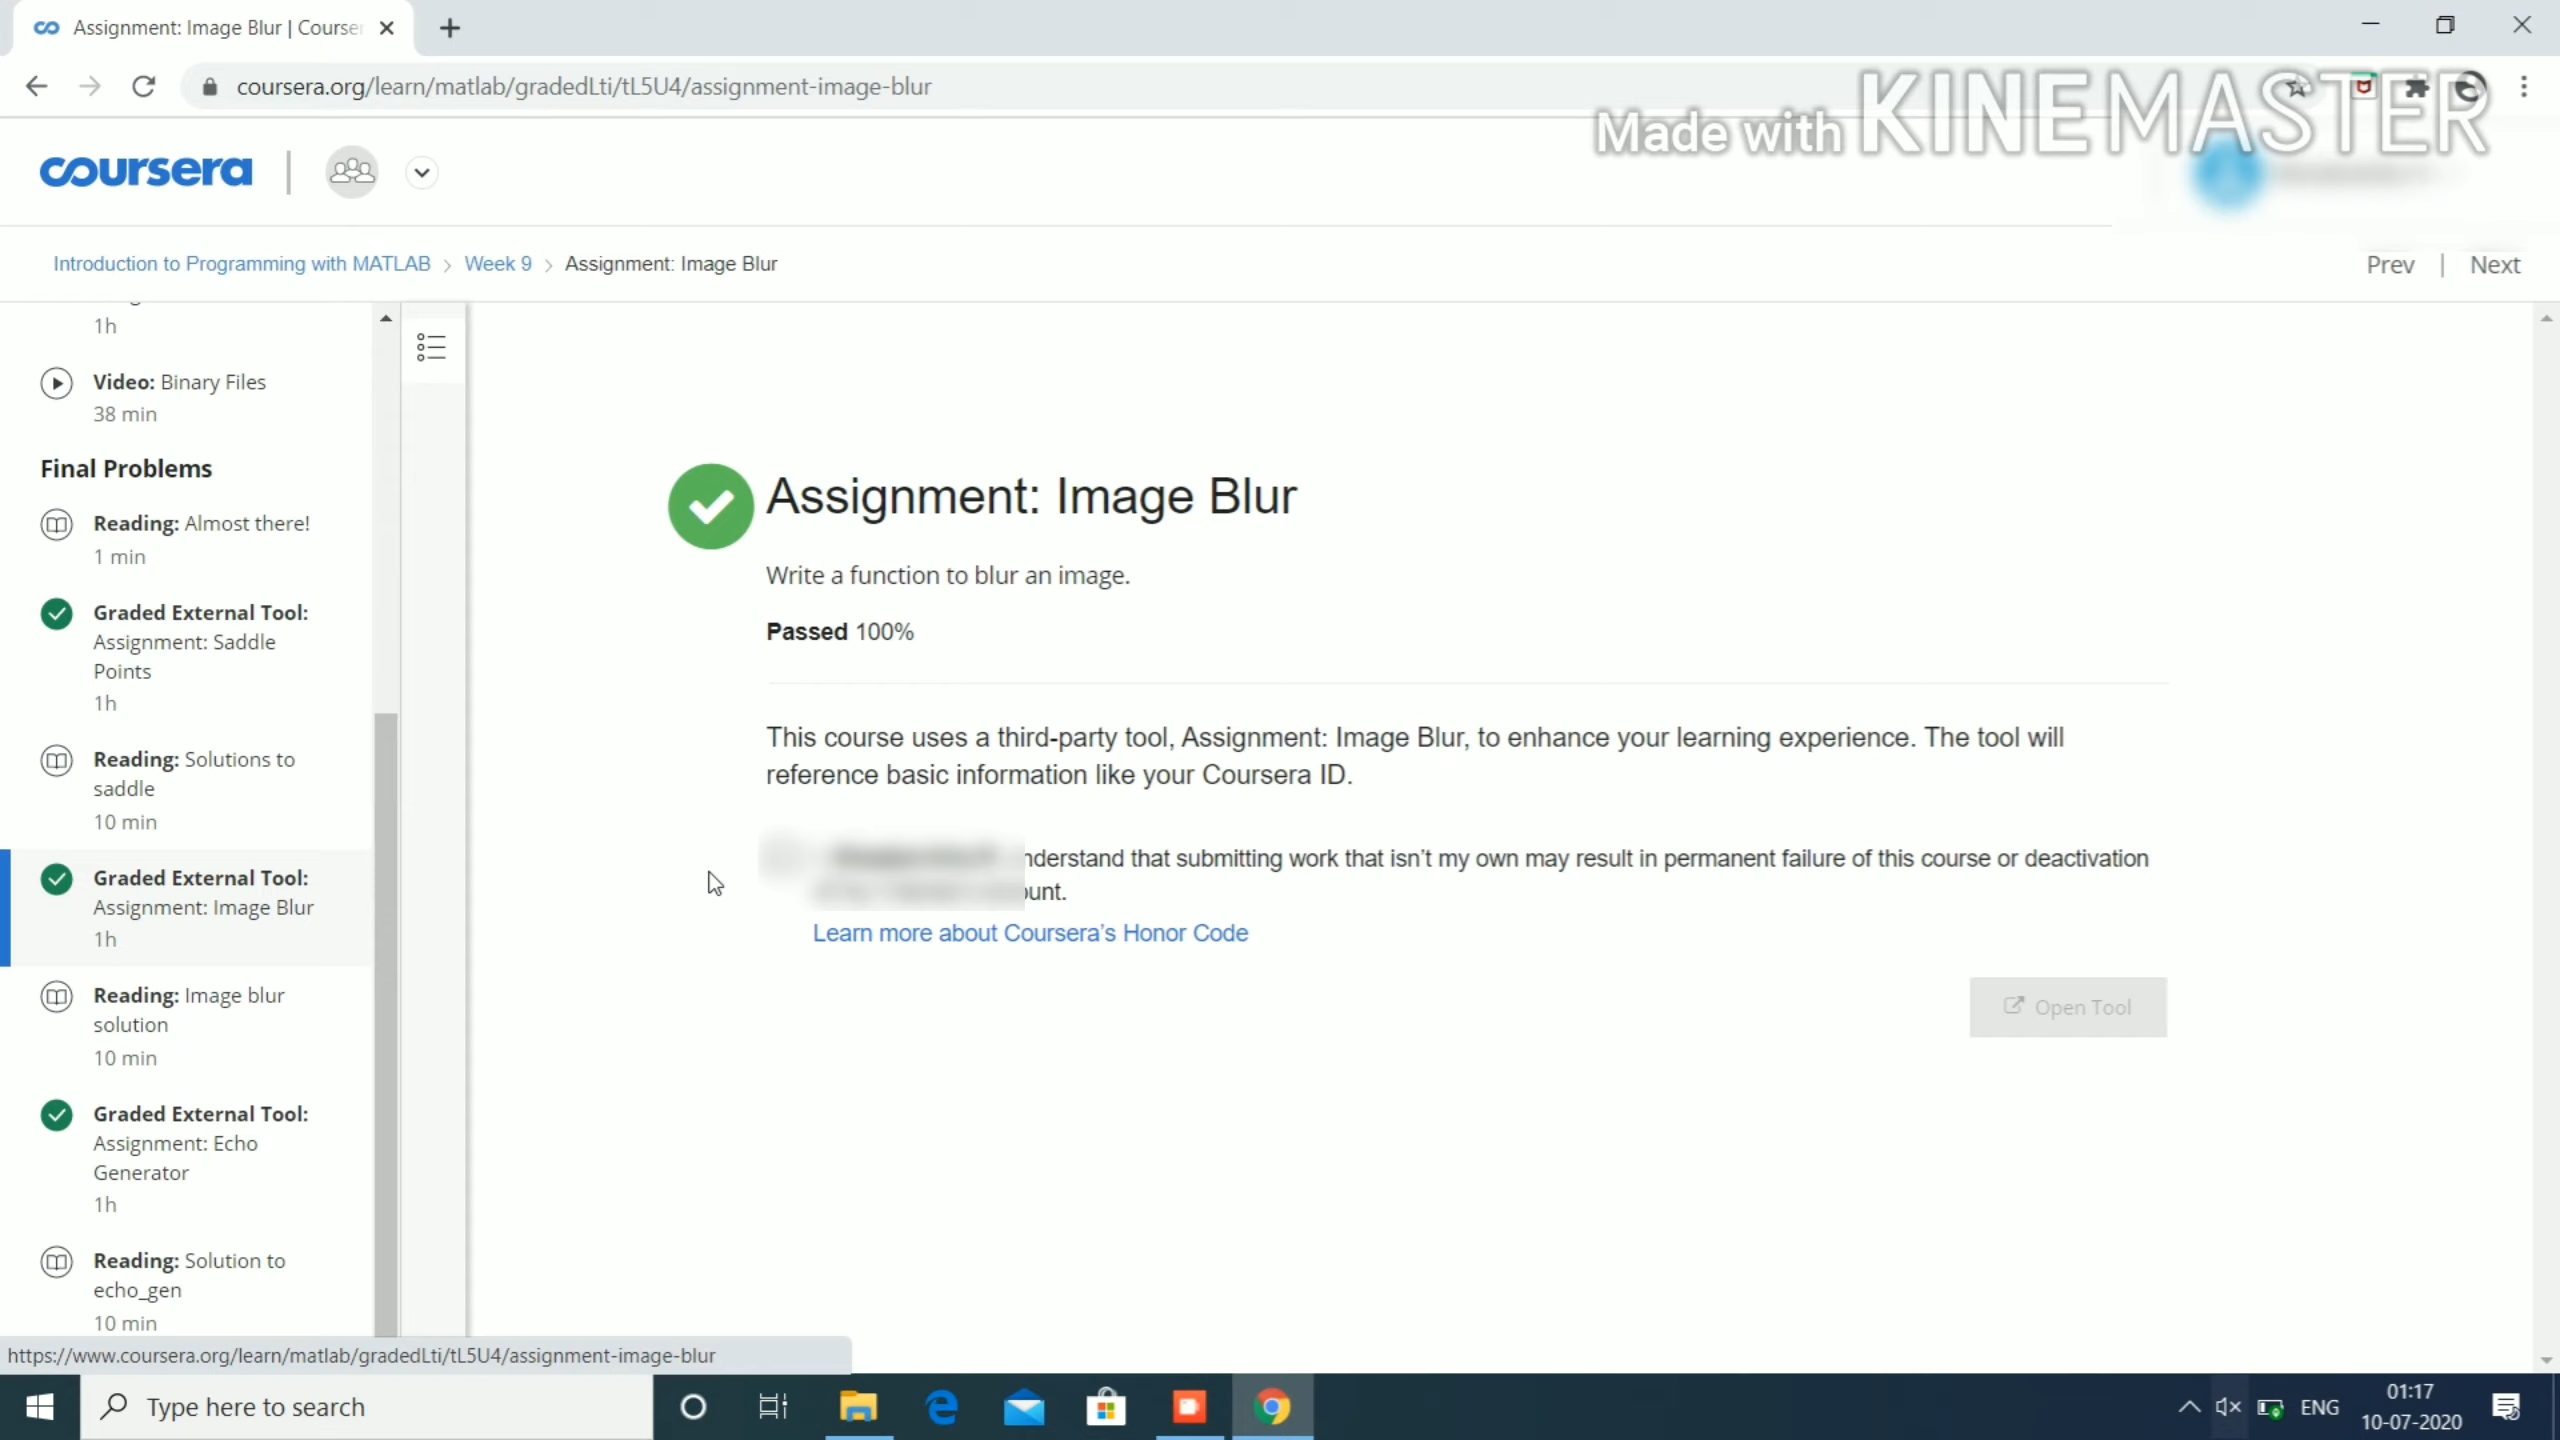 Assignment: Image Blur | Courser
coursera.org/learn/matlab/gradedLti/tL5U4/assignment-image-blur
Made with KINEMASTER
coursera
Introduction to Programming with MATLAB > Week 9 > Assignment: Image Blur
Prev | Next
1h
Video: Binary Files
38 min
Final Problems
Reading: Almost there!
1 min
Graded External Tool:
Assignment: Saddle
Points
1h
Reading: Solutions to
saddle
10 min
Graded External Tool:
Assignment: Image Blur
1h
Reading: Image blur
solution
10 min
Graded External Tool:
Assignment: Echo
Generator
1h
Reading: Solution to
echo_gen
10 min
Assignment: Image Blur
Write a function to blur an image.
Passed 100%
This course uses a third-party tool, Assignment: Image Blur, to enhance your learning experience. The tool will
reference basic information like your Coursera ID.
nderstand that submitting work that isn't my own may result in permanent failure of this course or deactivation
ount.
Learn more about Coursera's Honor Code
Open Tool
https://www.coursera.org/learn/matlab/gradedLti/tL5U4/assignment-image-blur
Type here to search
ENG
01:17
10-07-2020